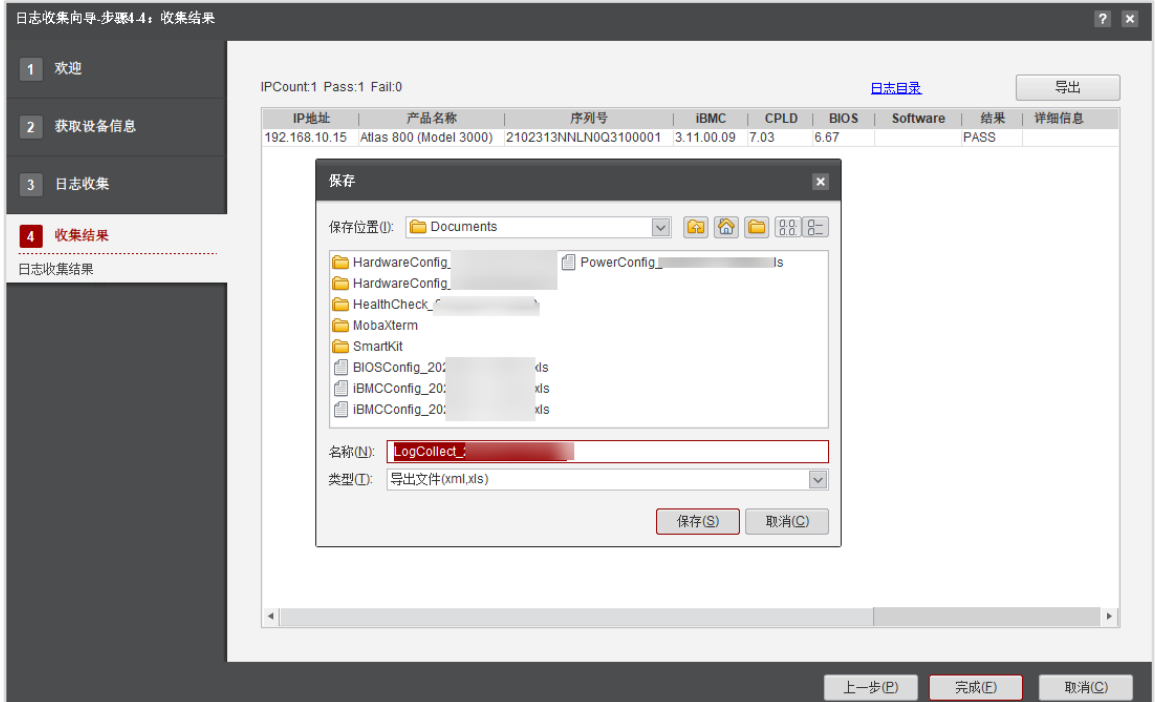 日志收集向导-步骤4-4：收集结果
?
1 欢迎
2 获取设备信息
3 日志收集
4 收集结果
日志收集结果
IPCount:1 Pass:1 Fail:0
日志目录
导出
IP地址 产品名称 序列号 iBMC CPLD BIOS Software 结果 详细信息
192.168.10.15 Atlas 800 (Model 3000) 2102313NNLN0Q3100001 3.11.00.09 7.03 6.67 PASS
保存
保存位置(I): Documents
HardwareConfig_
HardwareConfig_
HealthCheck_
MobaXterm
SmartKit
BIOSConfig_202 xls
iBMCConfig_202 xls
iBMCConfig_202 xls
PowerConfig_ ls
名称(N): LogCollect_2
类型(T): 导出文件(xml,xls)
保存(S) 取消(C)
上一步(P) 完成(F) 取消(C)